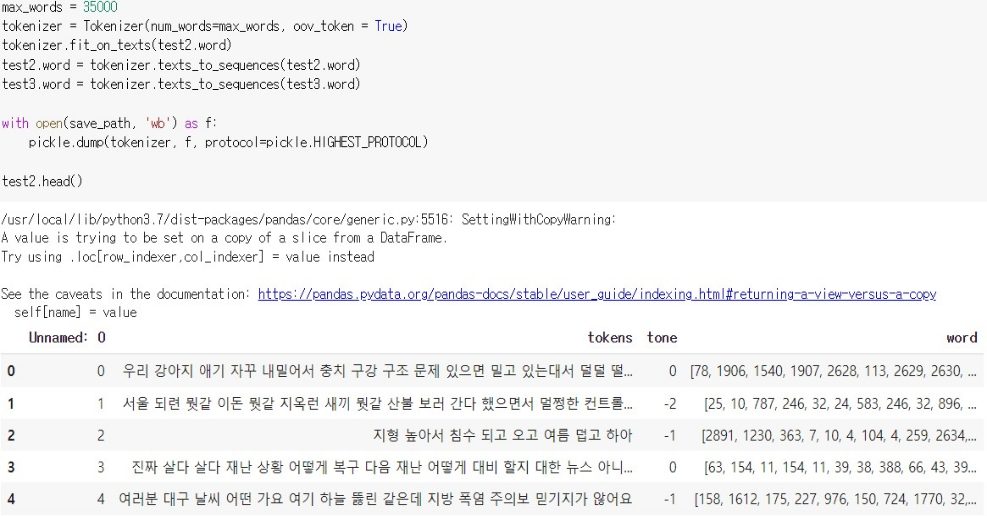 max_words = 35000
tokenizer = Tokenizer(num_words=max_words, oov_token = True)
tokenizer.fit_on_texts(test2.word)
test2.word = tokenizer.texts_to_sequences(test2.word)
test3.word = tokenizer.texts_to_sequences(test3.word)
with open(save_path, 'wb') as f:
pickle.dump(tokenizer, f, protocol=pickle.HIGHEST_PROTOCOL)
test2.head()
/usr/local/lib/python3.7/dist-packages/pandas/core/generic.py:5516: SettingWithCopyWarning:
A value is trying to be set on a copy of a slice from a DataFrame.
Try using .loc[row_indexer,col_indexer] = value instead
See the caveats in the documentation: https://pandas.pydata.org/pandas-docs/stable/user_guide/indexing.html#returning-a-view-versus-a-copy
self[name] = value
Unnamed: 0 tokens tone word
0 0 우리 강아지 애기 자꾸 내밀어서 충치 구강 구조 문제 있으면 밀고 있는대서 덜덜 떨... 0 [78, 1906, 1540, 1907, 2628, 113, 2629, 2630, ...
1 1 서울 되련 뭣같 이돈 뭣같 지옥런 새끼 뭣같 산불 보러 간다 했으면서 멀쩡한 컨트롤... -2 [25, 10, 787, 246, 32, 24, 583, 246, 32, 896, ...
2 2 지형 높아서 침수 되고 오고 여름 덥고 하아 -1 [2891, 1230, 363, 7, 10, 4, 104, 4, 259, 2634,...
3 3 진짜 살다 살다 재난 상황 어떻게 복구 다음 재난 어떻게 대비 할지 대한 뉴스 아니... 0 [63, 154, 11, 154, 11, 39, 38, 388, 66, 43, 39...
4 4 여러분 대구 날씨 어떤 가요 여기 하늘 뚫린 같은데 지방 폭염 주의보 믿기지가 않어요 -1 [158, 1612, 175, 227, 976, 150, 724, 1770, 32,...